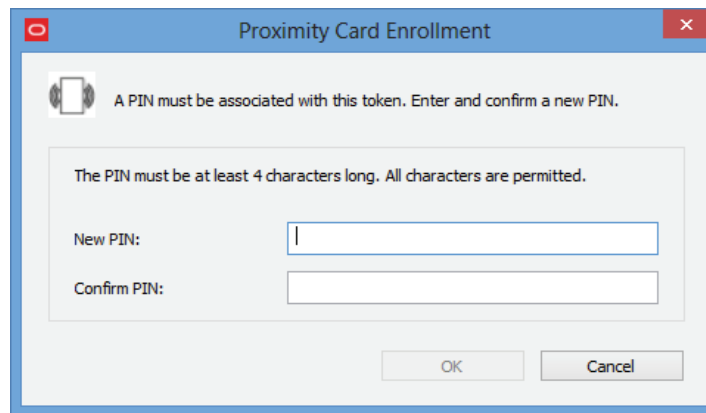 Proximity Card Enrollment
A PIN must be associated with this token. Enter and confirm a new PIN.
The PIN must be at least 4 characters long. All characters are permitted.
New PIN:
Confirm PIN:
OK
Cancel